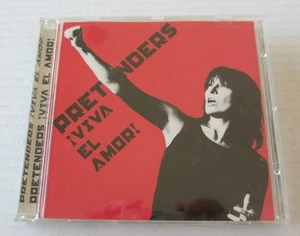 PRETENDERS ¡VIVA EL AMOR!
PRETENDERS ¡VIVA EL AMOR!
PRETENDERS
¡VIVA
EL
AMOR!